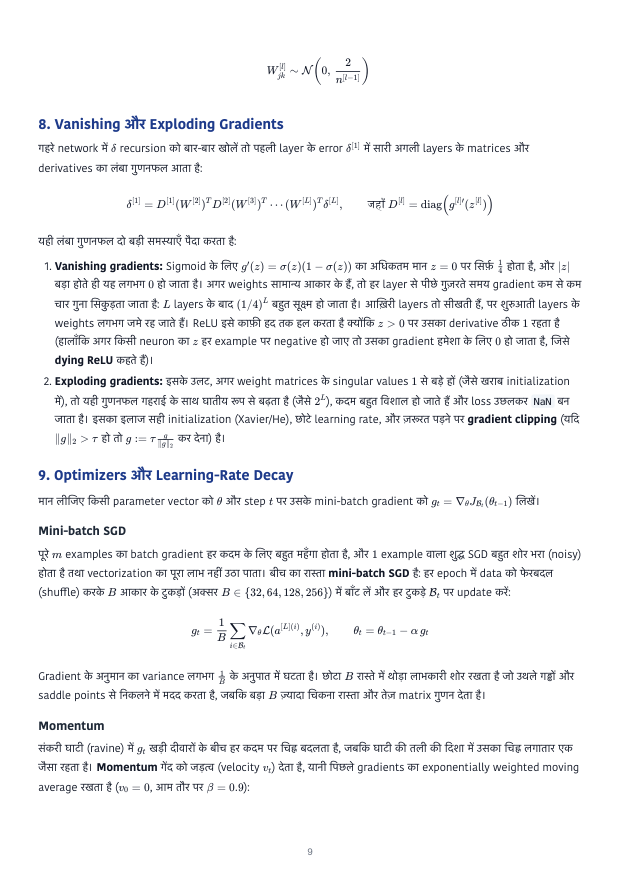 W_{jk}^{[l]} ∼ 𝒩(0, 2/n^{[l−1]})
8. Vanishing और Exploding Gradients
गहरे network में δ recursion को बार-बार खोलें तो पहली layer के error δ^{[1]} में सारी अगली layers के matrices और
derivatives का लंबा गुणनफल आता है:
δ^{[1]} = D^{[1]}(W^{[2]})^T D^{[2]}(W^{[3]})^T ⋯ (W^{[L]})^T δ^{[L]}, जहाँ D^{[l]} = diag(g^{[l]′}(z^{[l]}))
यही लंबा गुणनफल दो बड़ी समस्याएँ पैदा करता है:
1. Vanishing gradients: Sigmoid के लिए g′(z) = σ(z)(1 − σ(z)) का अधिकतम मान z = 0 पर सिर्फ़ 1/4 होता है, और |z|
बड़ा होते ही यह लगभग 0 हो जाता है। अगर weights सामान्य आकार के हैं, तो हर layer से पीछे गुज़रते समय gradient कम से कम
चार गुना सिकुड़ता जाता है: L layers के बाद (1/4)^L बहुत सूक्ष्म हो जाता है। आख़िरी layers तो सीखती हैं, पर शुरुआती layers के
weights लगभग जमे रह जाते हैं। ReLU इसे काफ़ी हद तक हल करता है क्योंकि z > 0 पर उसका derivative ठीक 1 रहता है
(हालाँकि अगर किसी neuron का z हर example पर negative हो जाए तो उसका gradient हमेशा के लिए 0 हो जाता है, जिसे
dying ReLU कहते हैं)।
2. Exploding gradients: इसके उलट, अगर weight matrices के singular values 1 से बड़े हों (जैसे खराब initialization
में), तो यही गुणनफल गहराई के साथ घातीय रूप से बढ़ता है (जैसे 2^L), कदम बहुत विशाल हो जाते हैं और loss उछलकर NaN बन
जाता है। इसका इलाज सही initialization (Xavier/He), छोटे learning rate, और ज़रूरत पड़ने पर gradient clipping (यदि
‖g‖₂ > τ हो तो g := τ g/‖g‖₂ कर देना) है।
9. Optimizers और Learning-Rate Decay
मान लीजिए किसी parameter vector को θ और step t पर उसके mini-batch gradient को g_t = ∇_θ J_{ℬ_t}(θ_{t−1}) लिखें।
Mini-batch SGD
पूरे m examples का batch gradient हर कदम के लिए बहुत महँगा होता है, और 1 example वाला शुद्ध SGD बहुत शोर भरा (noisy)
होता है तथा vectorization का पूरा लाभ नहीं उठा पाता। बीच का रास्ता mini-batch SGD है: हर epoch में data को फेरबदल
(shuffle) करके B आकार के टुकड़ों (अक्सर B ∈ {32, 64, 128, 256}) में बाँट लें और हर टुकड़े ℬ_t पर update करें:
g_t = 1/B ∑_{i∈ℬ_t} ∇_θ ℒ(a^{[L](i)}, y^{(i)}), θ_t = θ_{t−1} − α g_t
Gradient के अनुमान का variance लगभग 1/B के अनुपात में घटता है। छोटा B रास्ते में थोड़ा लाभकारी शोर रखता है जो उथले गड्ढों और
saddle points से निकलने में मदद करता है, जबकि बड़ा B ज़्यादा चिकना रास्ता और तेज़ matrix गुणन देता है।
Momentum
संकरी घाटी (ravine) में g_t खड़ी दीवारों के बीच हर कदम पर चिह्न बदलता है, जबकि घाटी की तली की दिशा में उसका चिह्न लगातार एक
जैसा रहता है। Momentum गेंद को जड़त्व (velocity v_t) देता है, यानी पिछले gradients का exponentially weighted moving
average रखता है (v₀ = 0, आम तौर पर β = 0.9):
9